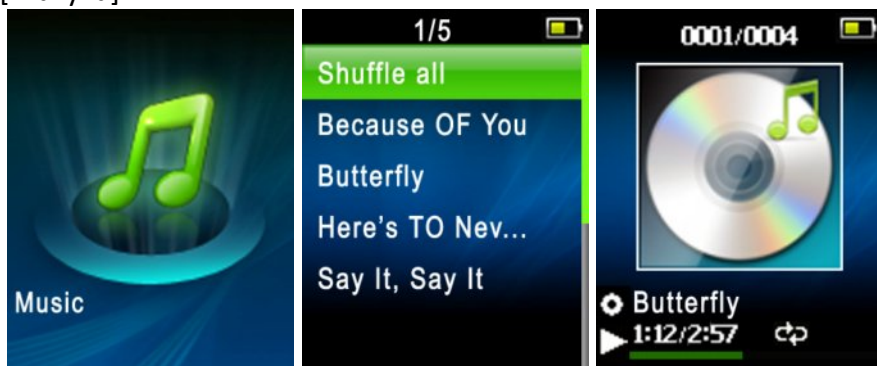 Music
1/5
Shuffle all
Because OF You
Butterfly
Here's TO Nev...
Say It, Say It
0001/0004
Butterfly
1:12/2:57